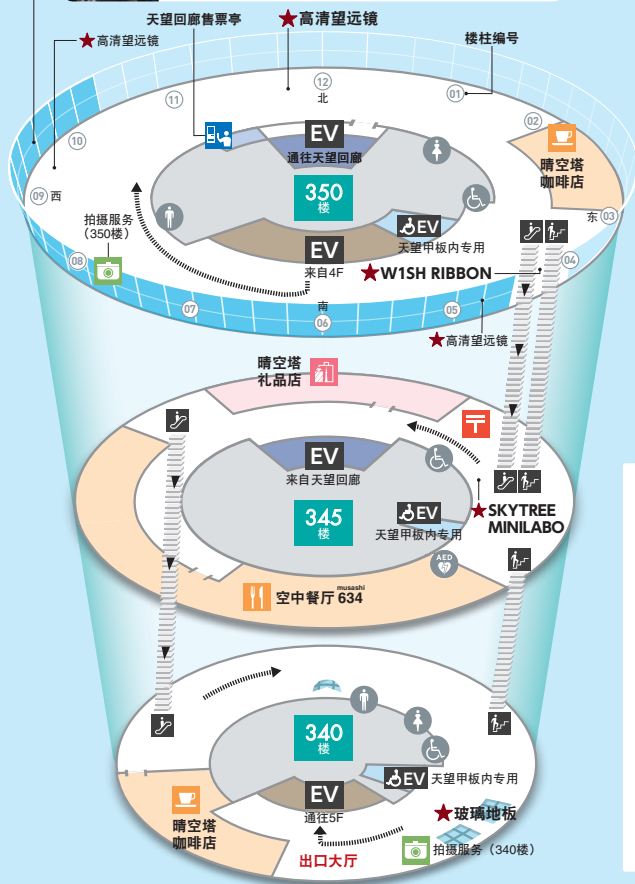 天望回廊售票亭
★高清望远镜
★高清望远镜
楼柱编号
12
北
11
01
10
02
EV
通往天望回廊
晴空塔
咖啡店
350
楼
09 西
东 03
拍摄服务
（350楼）
EV
天望甲板内专用
EV
来自4F
★W1SH RIBBON
08
04
南
07
06
05
★高清望远镜
晴空塔
礼品店
EV
来自天望回廊
345
楼
EV
天望甲板内专用
★SKYTREE
MINILABO
AED
musashi
空中餐厅 634
340
楼
EV 天望甲板内专用
EV
通往5F
晴空塔
咖啡店
★玻璃地板
出口大厅
拍摄服务（340楼）